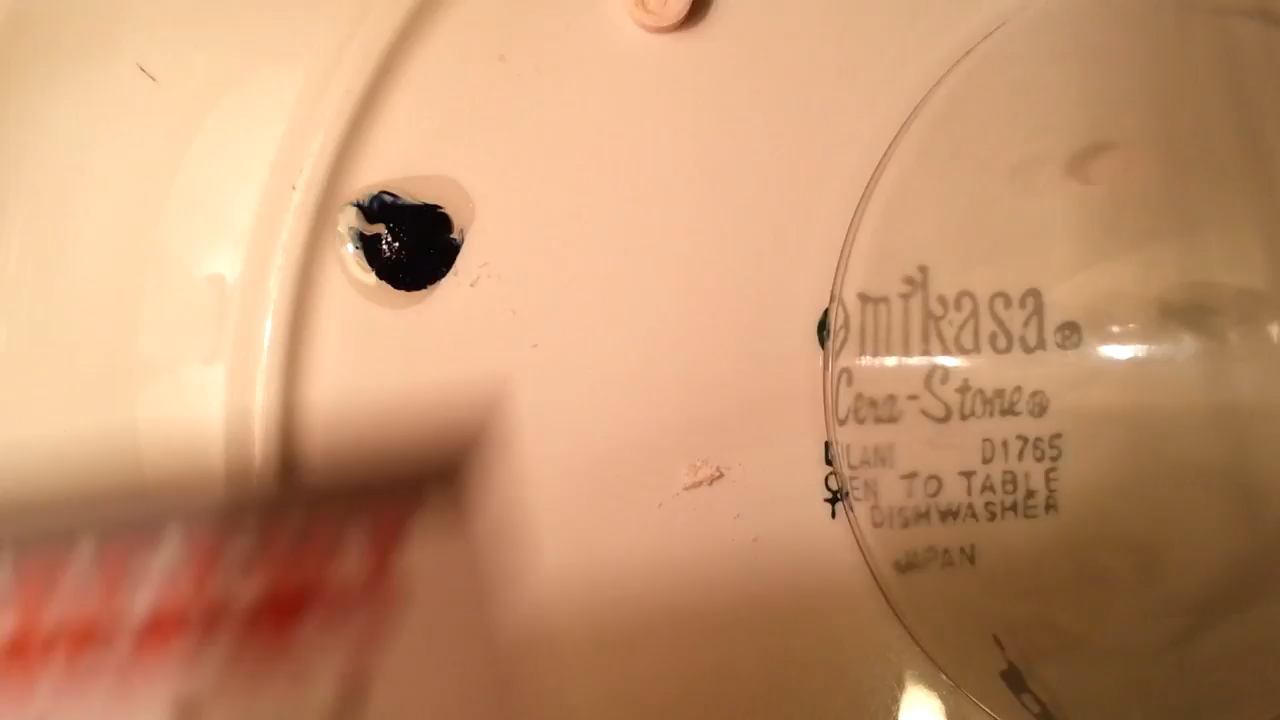 mikasa®
Cera-Stone®
D1765
TO TABLE
DISHWASHER
JAPAN